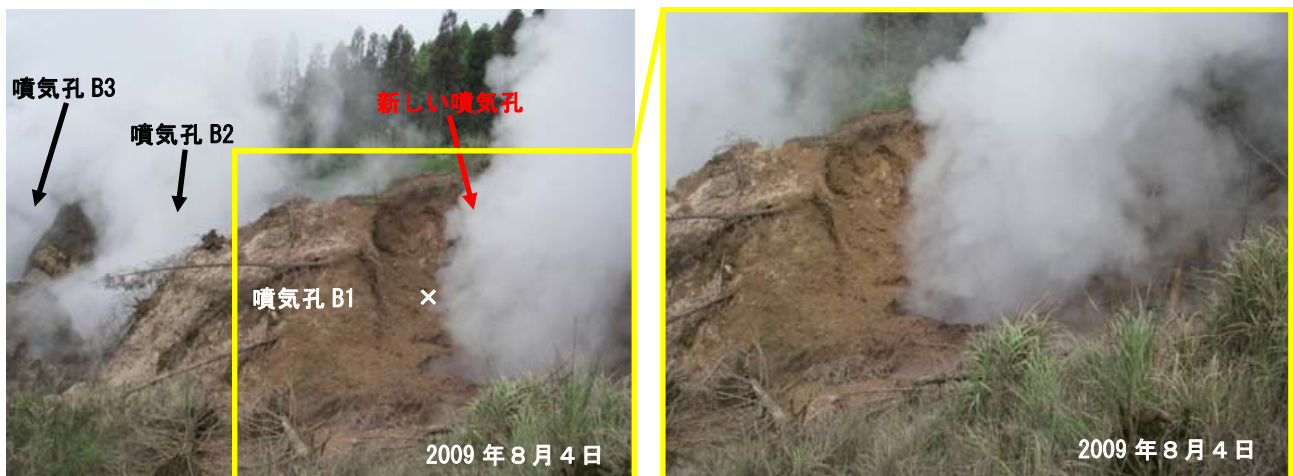 噴気孔 B3
噴気孔 B2
新しい噴気孔
噴気孔 B1 ×
2009 年８月４日
2009 年８月４日